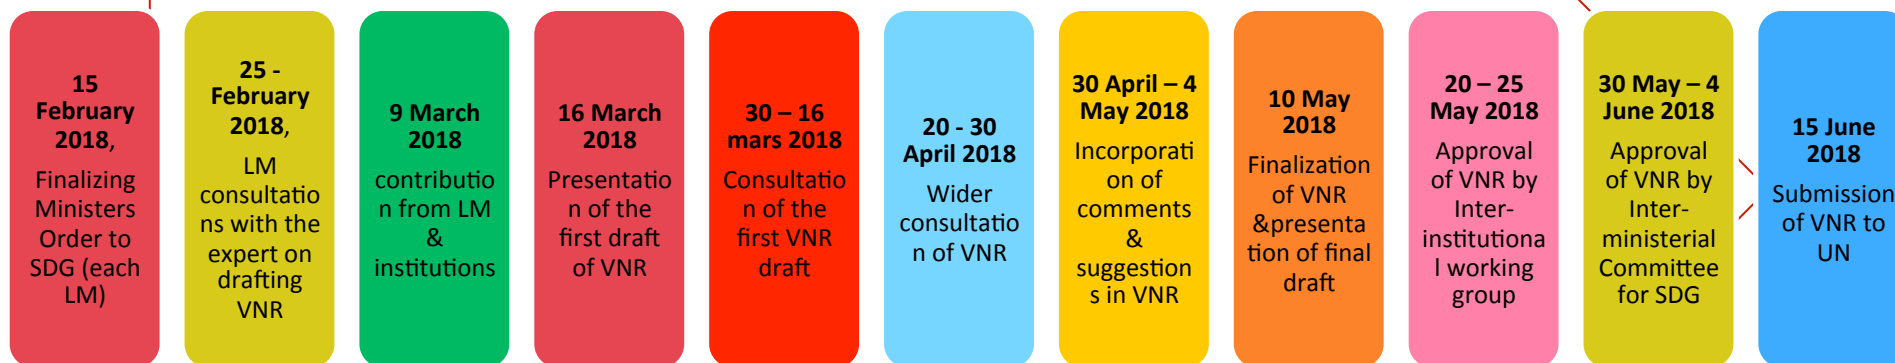 15
February
2018,
Finalizing
Ministers
Order to
SDG (each
LM)
25 -
February
2018,
LM
consultatio
ns with the
expert on
drafting
VNR
9 March
2018
contributio
n from LM
&
institutions
16 March
2018
Presentatio
n of the
first draft
of VNR
30 – 16
mars 2018
Consultatio
n of the
first VNR
draft
20 - 30
April 2018
Wider
consultatio
n of VNR
30 April – 4
May 2018
Incorporati
on of
comments
&
suggestion
s in VNR
10 May
2018
Finalization
of VNR
&presenta
tion of final
draft
20 – 25
May 2018
Approval
of VNR by
Inter-
institutiona
l working
group
30 May – 4
June 2018
Approval
of VNR by
Inter-
ministerial
Committee
for SDG
15 June
2018
Submission
of VNR to
UN